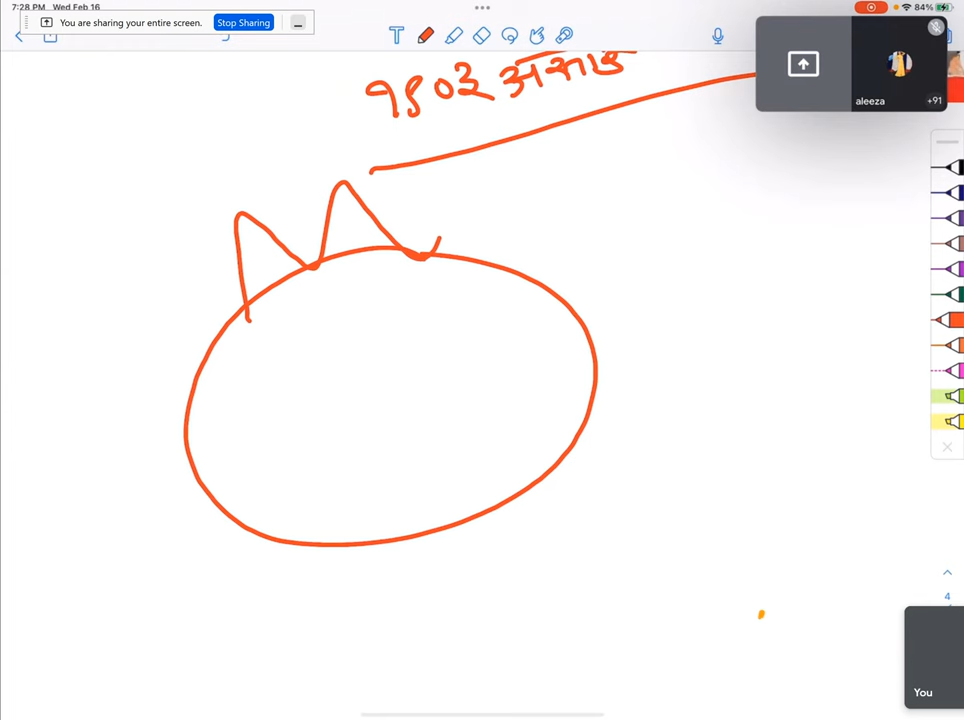 7:28 PM Wed Feb 16
84%
You are sharing your entire screen. Stop Sharing
T
aleeza +91
4
You